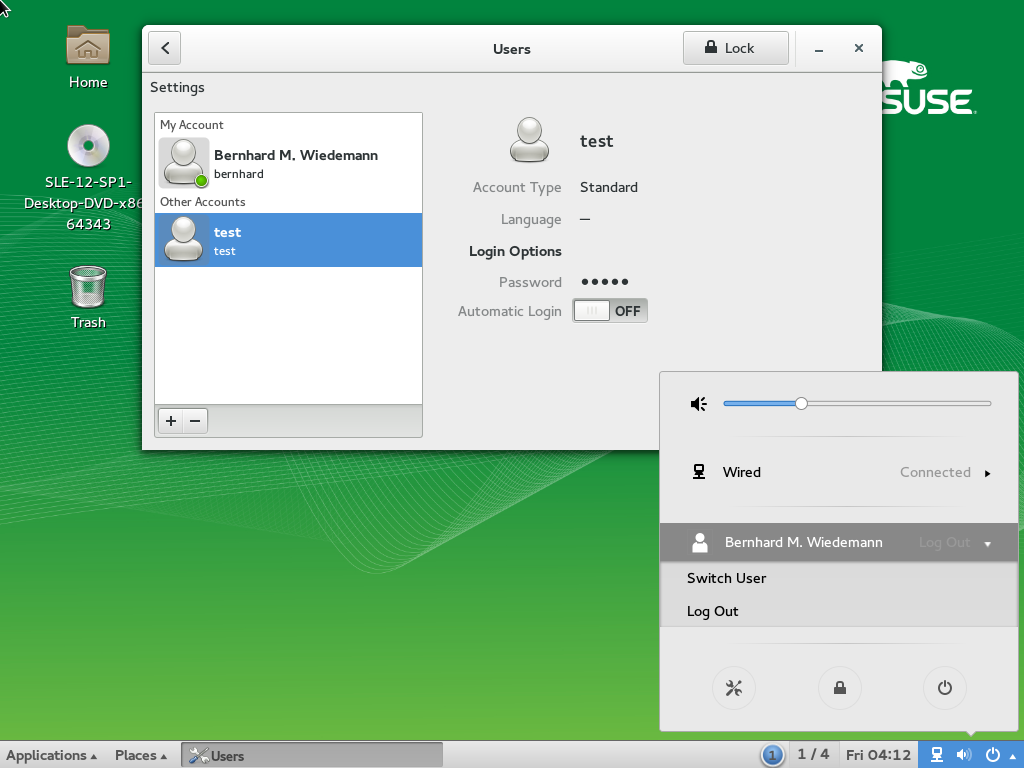 Home
SLE-12-SP1-
Desktop-DVD-x86
64343
Trash
Users
Lock
Settings
My Account
Bernhard M. Wiedemann
bernhard
Other Accounts
test
test
test
Account Type Standard
Language —
Login Options
Password •••••
Automatic Login OFF
SUSE
Wired Connected
Bernhard M. Wiedemann Log Out
Switch User
Log Out
Applications Places Users 1 1 / 4 Fri 04:12